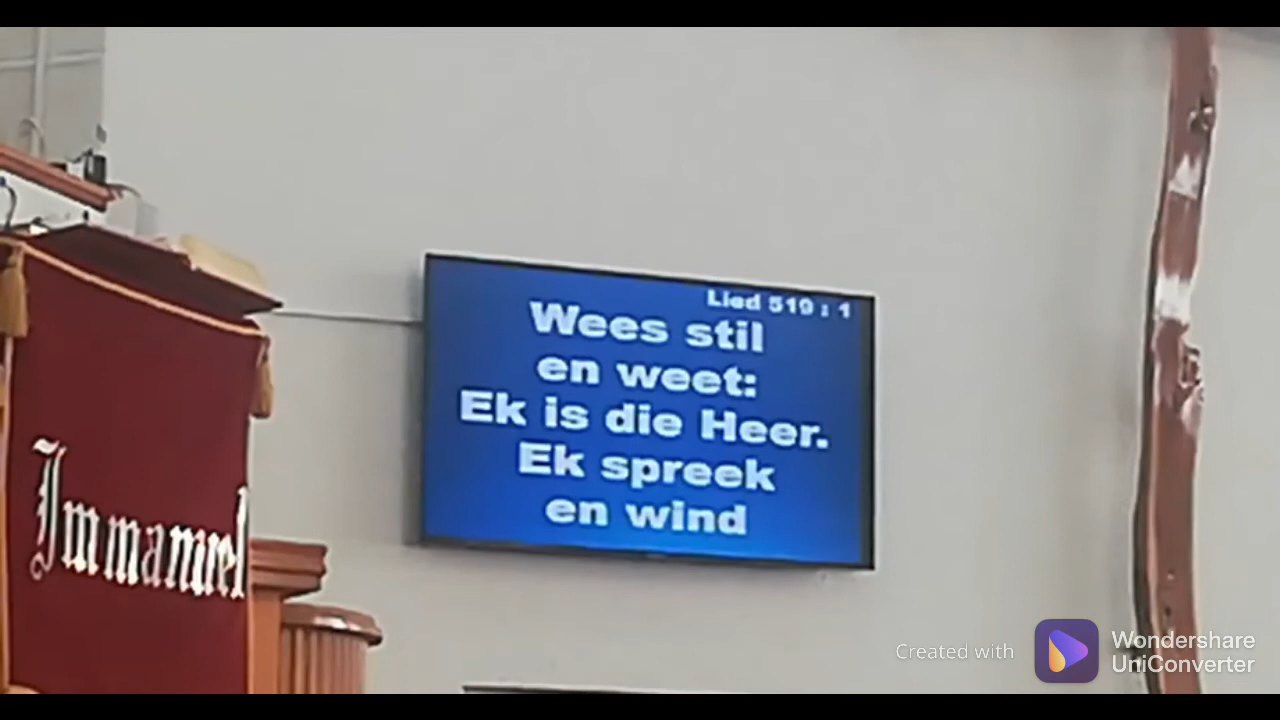 Lied 519 : 1
Wees stil
en weet:
Ek is die Heer.
Ek spreek
en wind
Immanuel
Created with
Wondershare
UniConverter